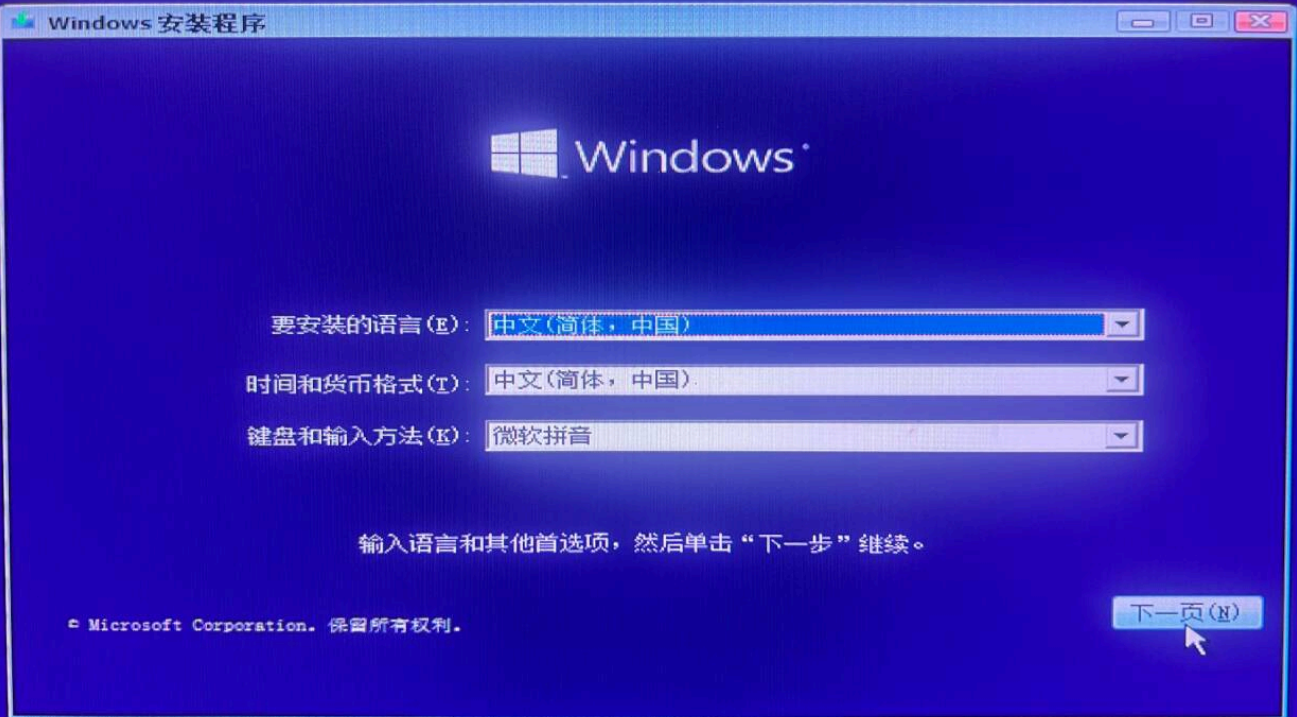 Windows 安装程序
Windows
要安装的语言(E): 中文(简体，中国)
时间和货币格式(T): 中文(简体，中国)
键盘和输入方法(K): 微软拼音
输入语言和其他首选项，然后单击“下一步”继续。
© Microsoft Corporation. 保留所有权利。
下一页(N)